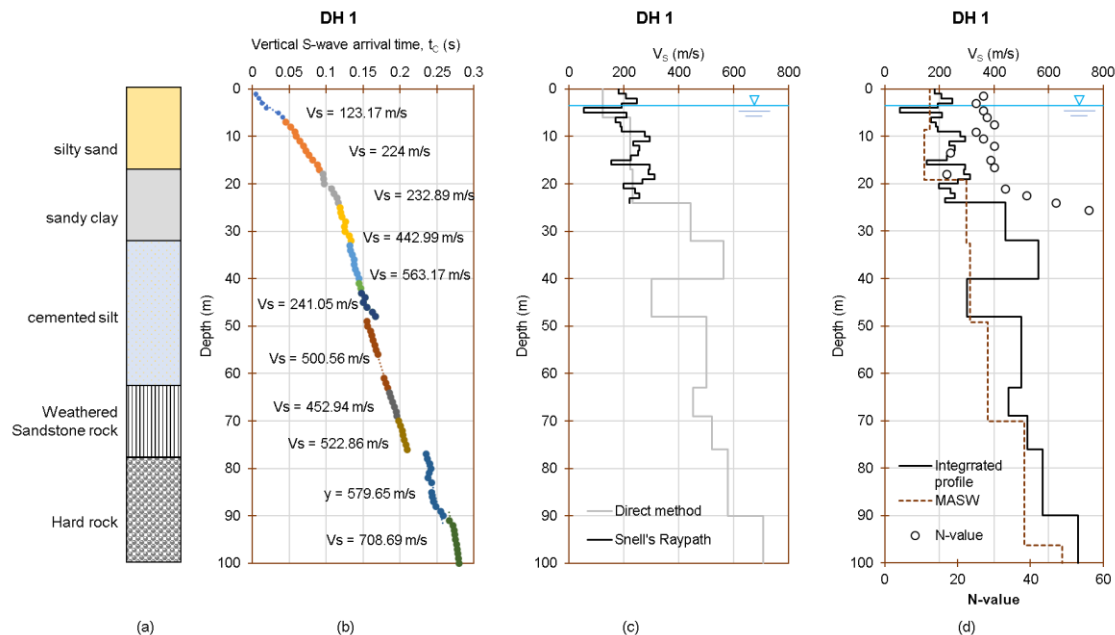 DH 1
Vertical S-wave arrival time, tC (s)
0 0.05 0.1 0.15 0.2 0.25 0.3
0
10
20
30
40
50
60
70
80
90
100
Depth (m)
silty sand
sandy clay
cemented silt
Weathered
Sandstone rock
Hard rock
Vs = 123.17 m/s
Vs = 224 m/s
Vs = 232.89 m/s
Vs = 442.99 m/s
Vs = 563.17 m/s
Vs = 241.05 m/s
Vs = 500.56 m/s
Vs = 452.94 m/s
Vs = 522.86 m/s
y = 579.65 m/s
Vs = 708.69 m/s
(a)
(b)
DH 1
VS (m/s)
0 200 400 600 800
0
10
20
30
40
50
60
70
80
90
100
Depth (m)
Direct method
Snell's Raypath
(c)
DH 1
VS (m/s)
0 200 400 600 800
0
10
20
30
40
50
60
70
80
90
100
Depth (m)
Integrrated
profile
MASW
N-value
0 20 40 60
N-value
(d)